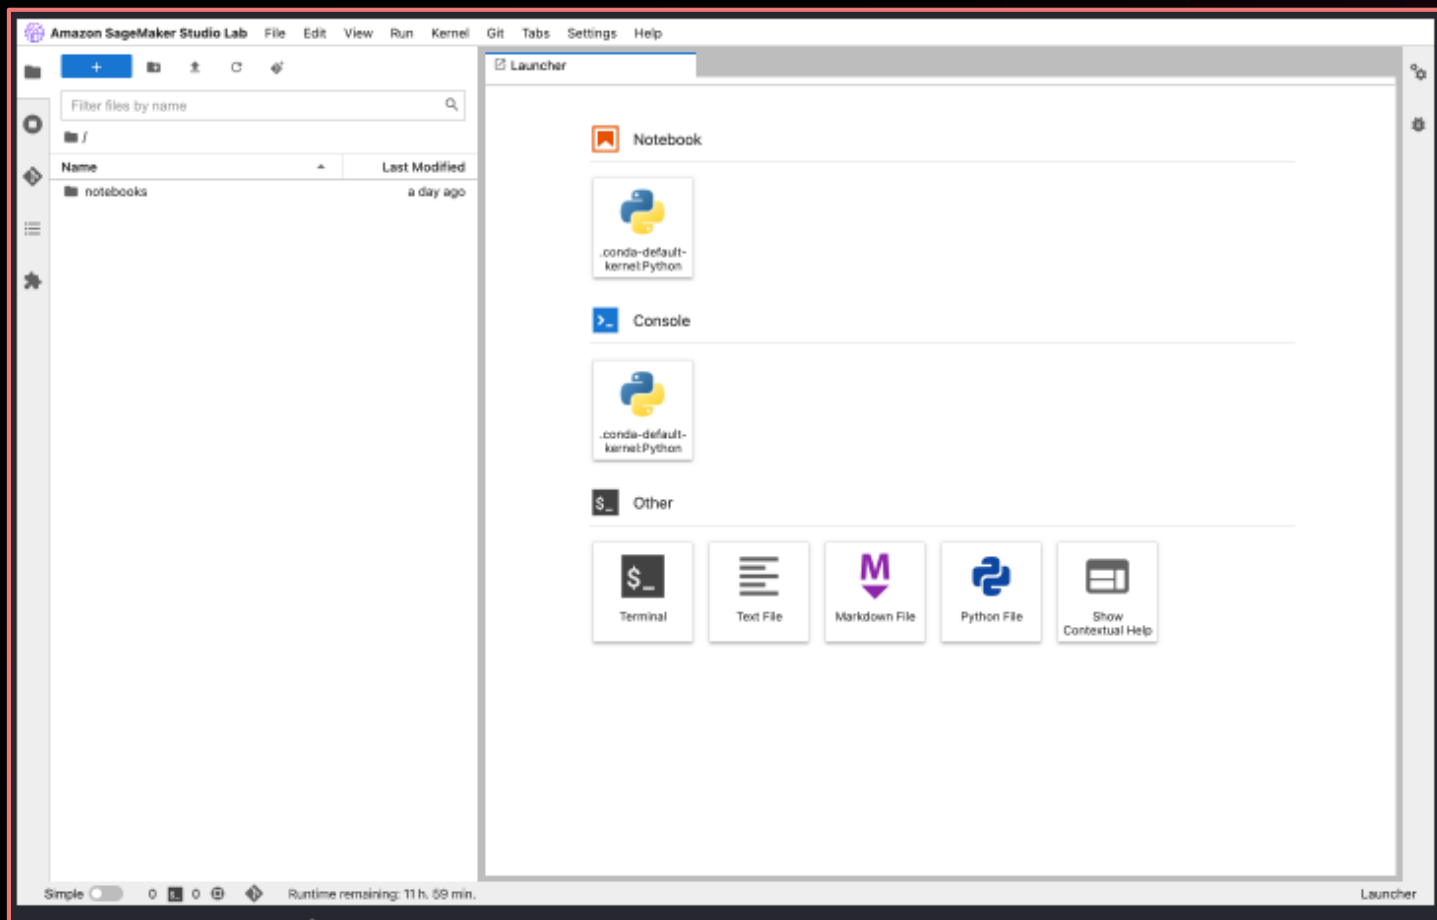 Amazon SageMaker Studio Lab File Edit View Run Kernel Git Tabs Settings Help
+
Filter files by name
/
Name Last Modified
notebooks a day ago
Launcher
Notebook
.conda-default-
kernel:Python
>_ Console
.conda-default-
kernel:Python
$_ Other
$_
Terminal
Text File
M
Markdown File
Python File
Show
Contextual Help
Simple 0 $_ 0 Runtime remaining: 11 h. 59 min. Launcher